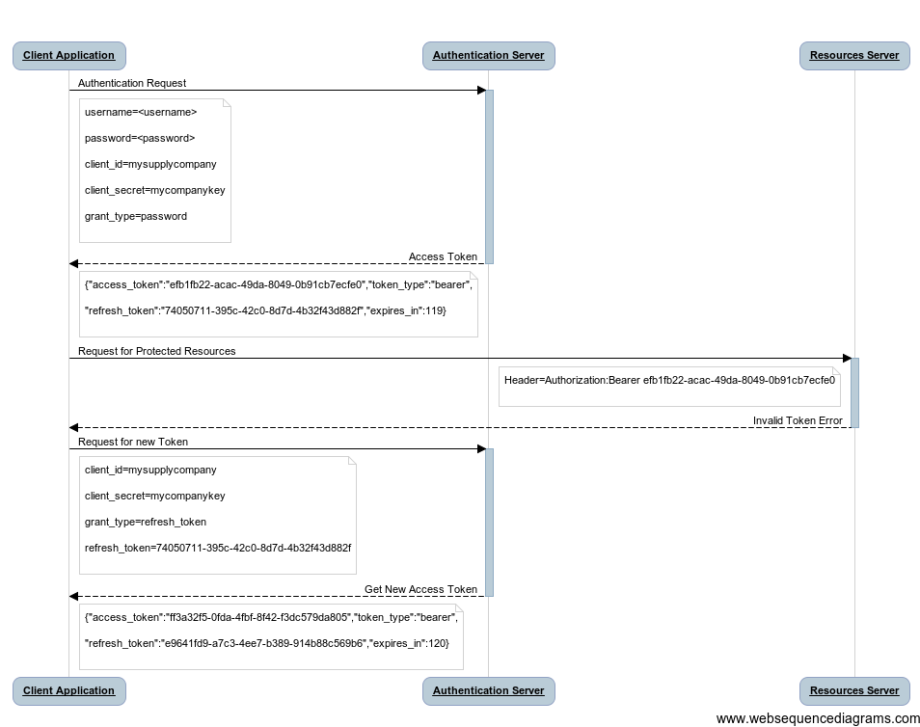 Client Application
Authentication Server
Resources Server
Authentication Request
username=<username>
password=<password>
client_id=mysupplycompany
client_secret=mycompanykey
grant_type=password
Access Token
{"access_token":"efb1fb22-acac-49da-8049-0b91cb7ecfe0","token_type":"bearer",
"refresh_token":"74050711-395c-42c0-8d7d-4b32f43d882f","expires_in":119}
Request for Protected Resources
Header=Authorization:Bearer efb1fb22-acac-49da-8049-0b91cb7ecfe0
Invalid Token Error
Request for new Token
client_id=mysupplycompany
client_secret=mycompanykey
grant_type=refresh_token
refresh_token=74050711-395c-42c0-8d7d-4b32f43d882f
Get New Access Token
{"access_token":"ff3a32f5-0fda-4fbf-8f42-f3dc579da805","token_type":"bearer",
"refresh_token":"e9641fd9-a7c3-4ee7-b389-914b88c569b6","expires_in":120}
Client Application
Authentication Server
Resources Server
www.websequencediagrams.com